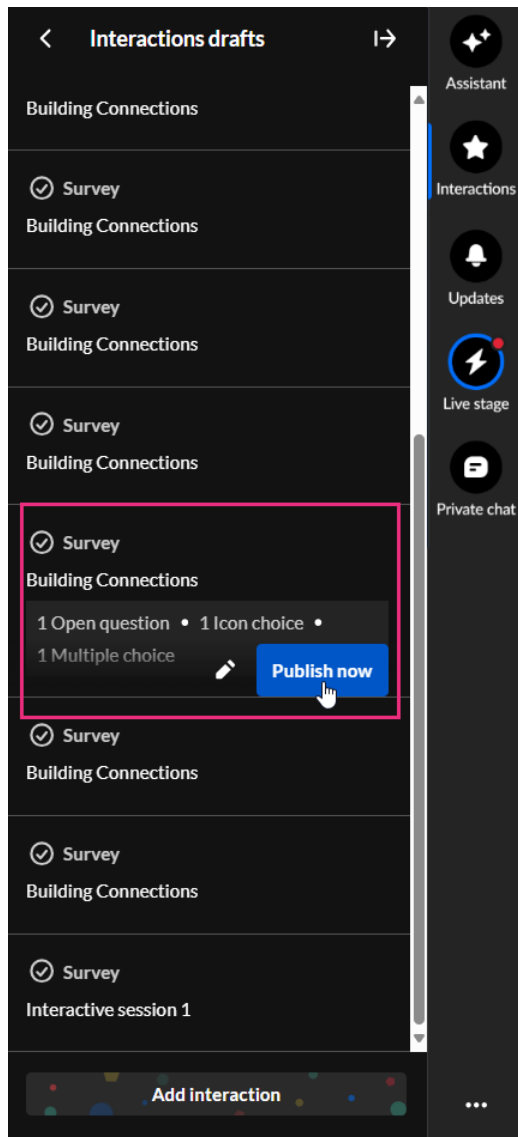 Interactions drafts
Building Connections
Survey
Building Connections
Survey
Building Connections
Survey
Building Connections
Survey
Building Connections
1 Open question • 1 Icon choice •
1 Multiple choice
Publish now
Survey
Building Connections
Survey
Building Connections
Survey
Interactive session 1
Add interaction
Assistant
Interactions
Updates
Live stage
Private chat